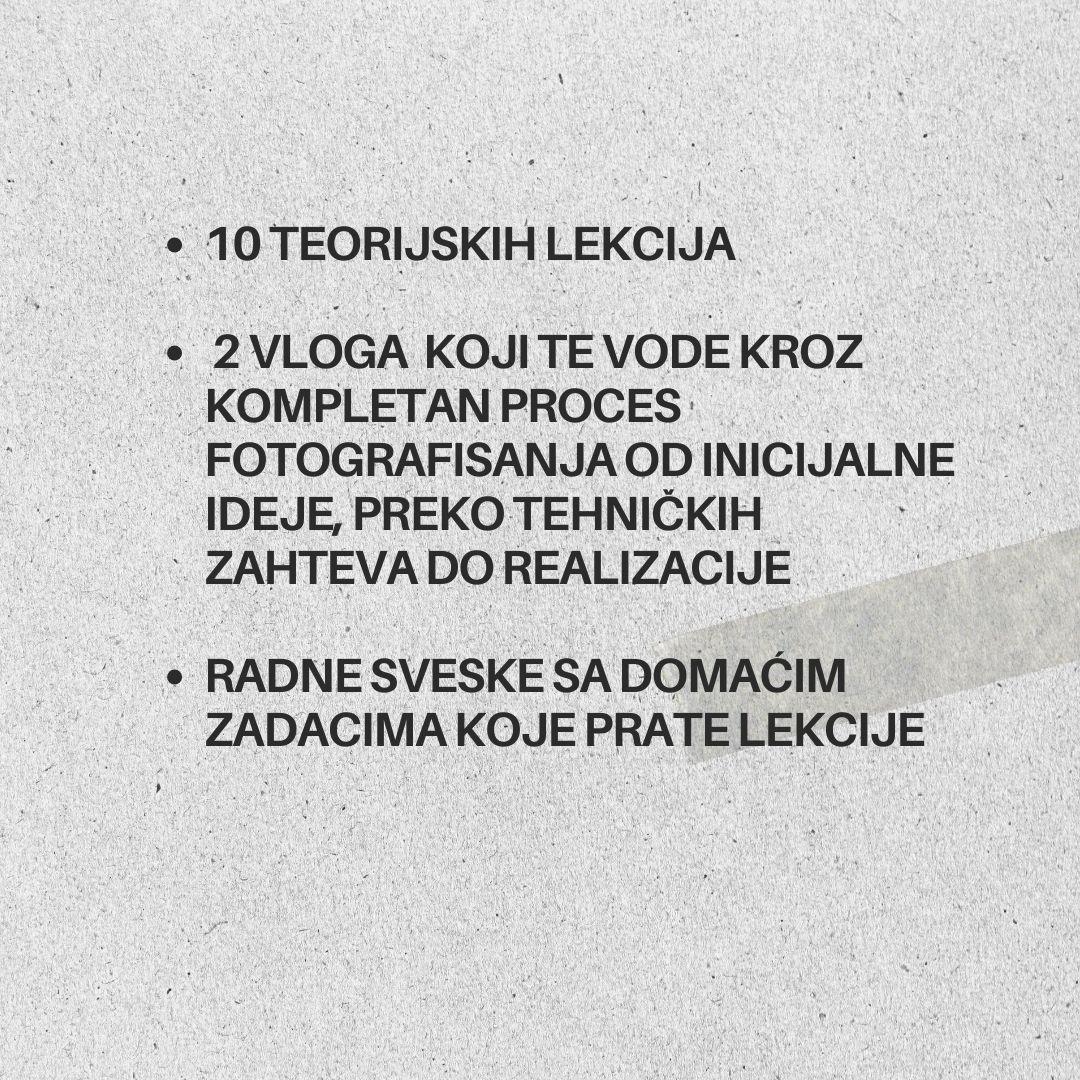 • 10 TEORIJSKIH LEKCIJA
• 2 VLOGA KOJI TE VODE KROZ
KOMPLETAN PROCES
FOTOGRAFISANJA OD INICIJALNE
IDEJE, PREKO TEHNIČKIH
ZAHTEVA DO REALIZACIJE
• RADNE SVESKE SA DOMAĆIM
ZADACIMA KOJE PRATE LEKCIJE